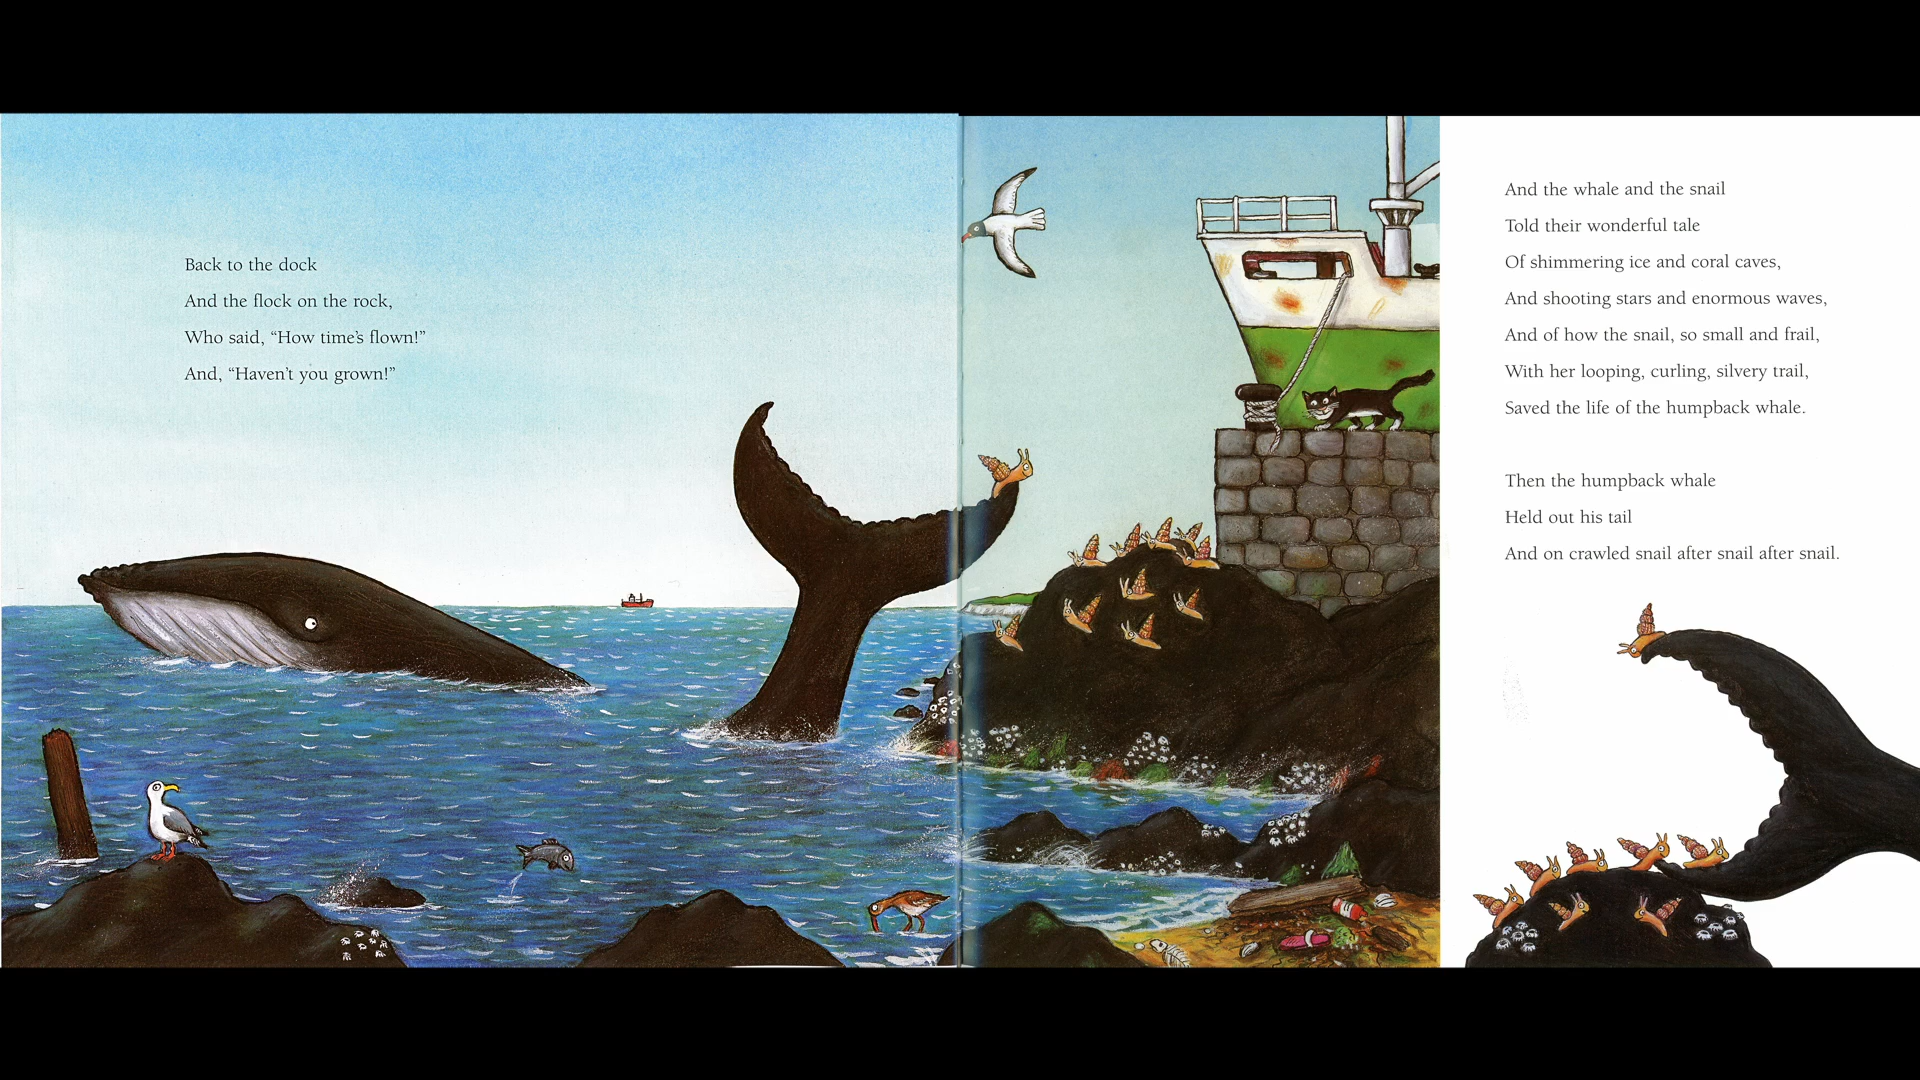 Back to the dock
And the flock on the rock,
Who said, “How time’s flown!”
And, “Haven’t you grown!”
And the whale and the snail
Told their wonderful tale
Of shimmering ice and coral caves,
And shooting stars and enormous waves,
And of how the snail, so small and frail,
With her looping, curling, silvery trail,
Saved the life of the humpback whale.
Then the humpback whale
Held out his tail
And on crawled snail after snail after snail.